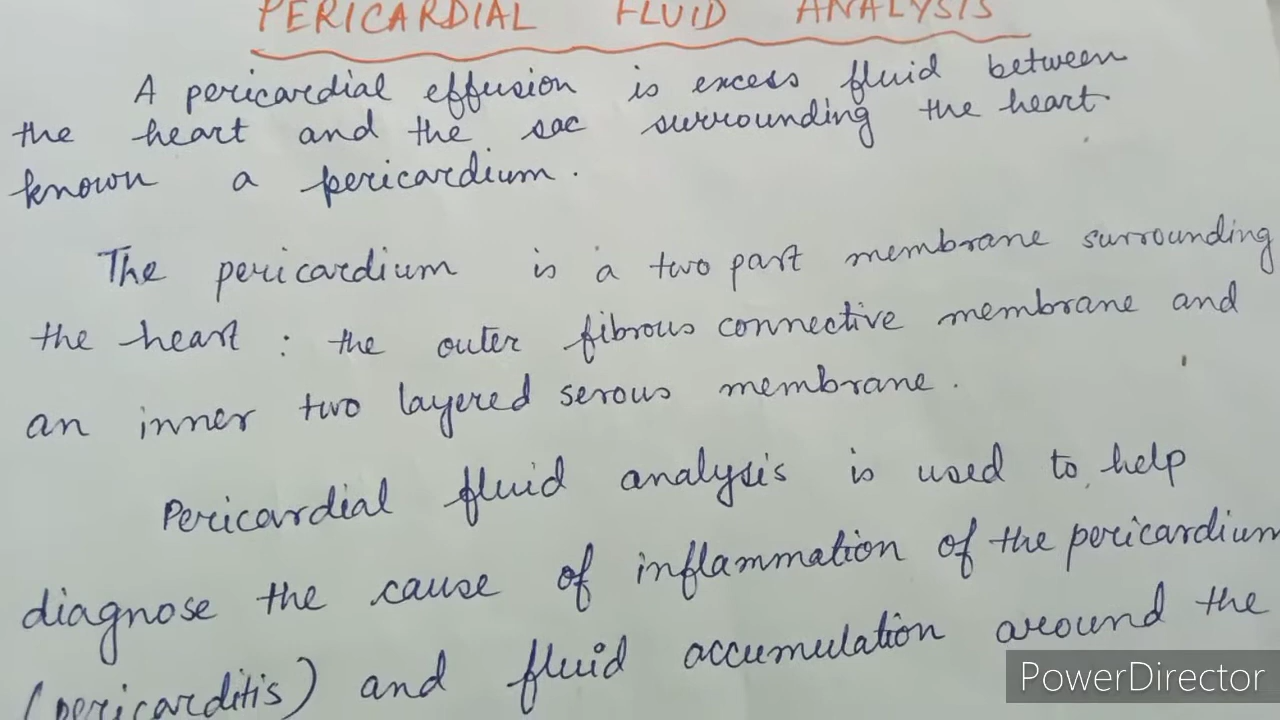 PERICARDIAL FLUID ANALYSIS
A pericardial effusion is excess fluid between
the heart and the sac surrounding the heart
known a pericardium.
The pericardium is a two part membrane surrounding
the heart : the outer fibrous connective membrane and
an inner two layered serous membrane.
Pericardial fluid analysis is used to help
diagnose the cause of inflammation of the pericardium
(pericarditis) and fluid accumulation around the
PowerDirector